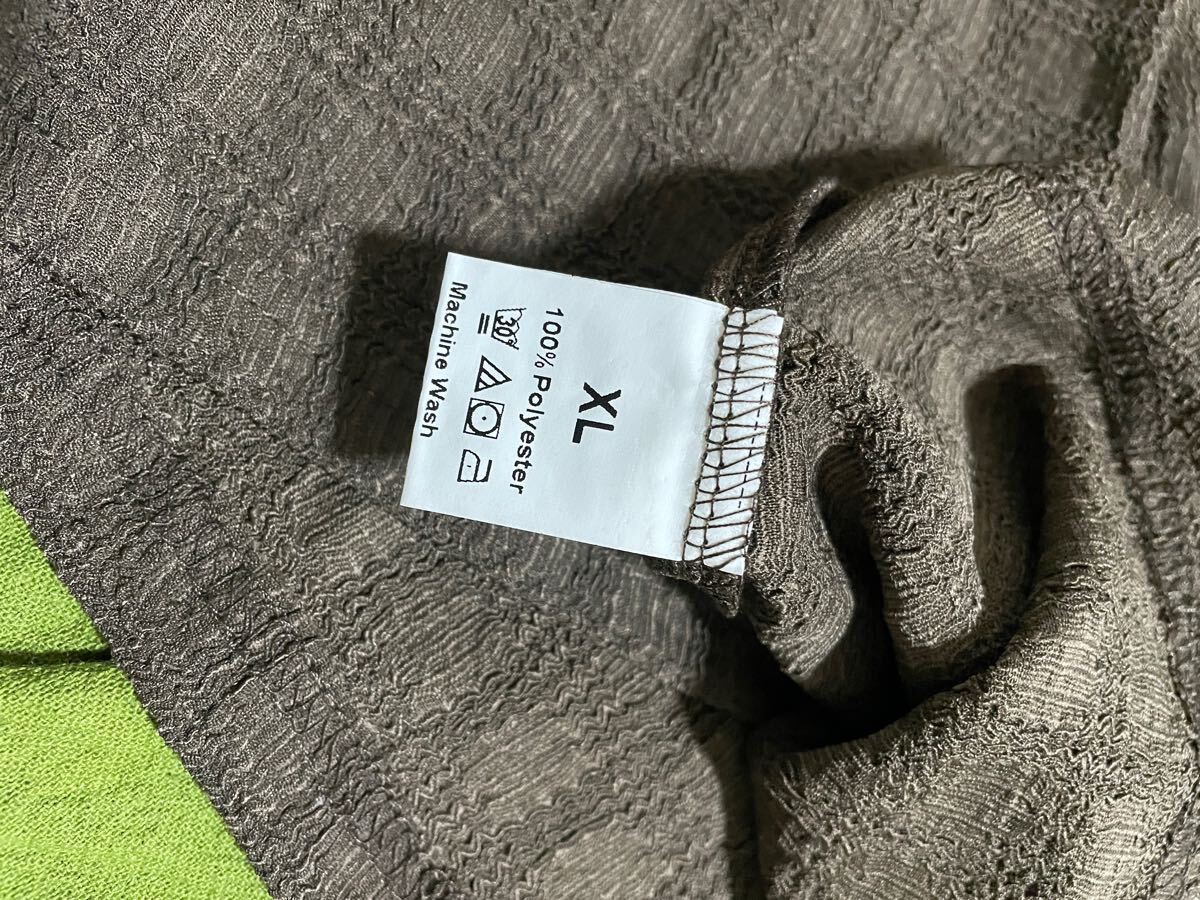 XL
100% Polyester
30°
Machine Wash